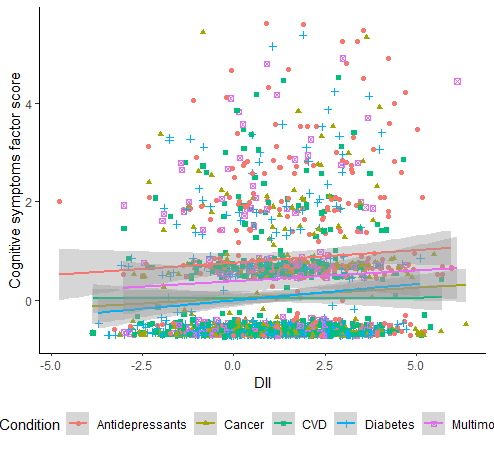 Cognitive symptoms factor score
4
2
0
-5.0
-2.5
0.0
2.5
5.0
DII
Condition
Antidepressants
Cancer
CVD
Diabetes
Multimo